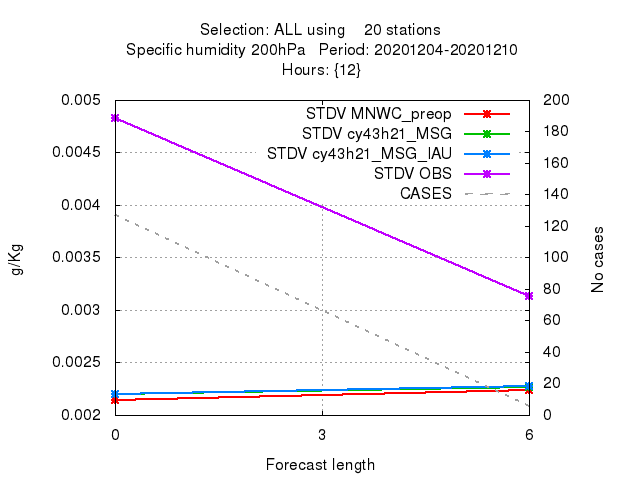 Selection: ALL using 20 stations
Specific humidity 200hPa Period: 20201204-20201210
Hours: {12}
0.005
200
STDV MNWC_preop
180
STDV cy43h21_MSG
0.0045
STDV cy43h21_MSG_IAU
160
STDV OBS
140
CASES
0.004
120
0.0035
100
g/Kg
No cases
80
0.003
60
40
0.0025
20
0.002
0
0
3
6
Forecast length